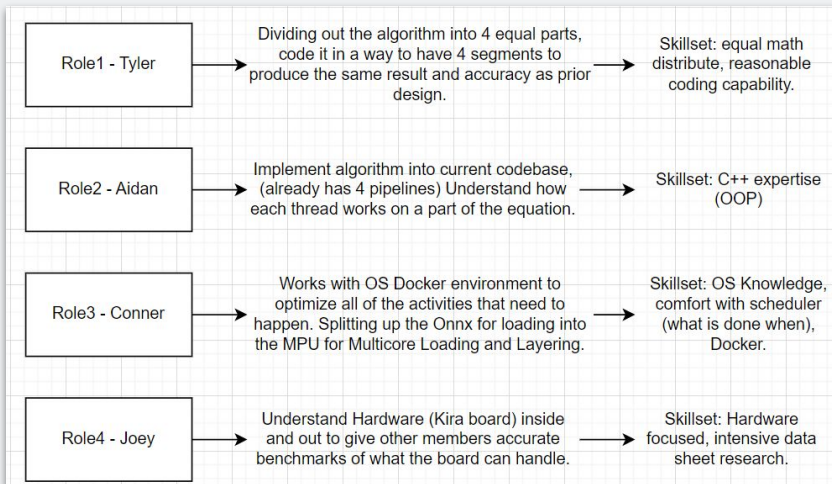 Role1 - Tyler
Dividing out the algorithm into 4 equal parts,
code it in a way to have 4 segments to
produce the same result and accuracy as prior
design.
Skillset: equal math
distribute, reasonable
coding capability.
Role2 - Aidan
Implement algorithm into current codebase,
(already has 4 pipelines) Understand how
each thread works on a part of the equation.
Skillset: C++ expertise
(OOP)
Role3 - Conner
Works with OS Docker environment to
optimize all of the activities that need to
happen. Splitting up the Onnx for loading into
the MPU for Multicore Loading and Layering.
Skillset: OS Knowledge,
comfort with scheduler
(what is done when),
Docker.
Role4 - Joey
Understand Hardware (Kira board) inside
and out to give other members accurate
benchmarks of what the board can handle.
Skillset: Hardware
focused, intensive data
sheet research.